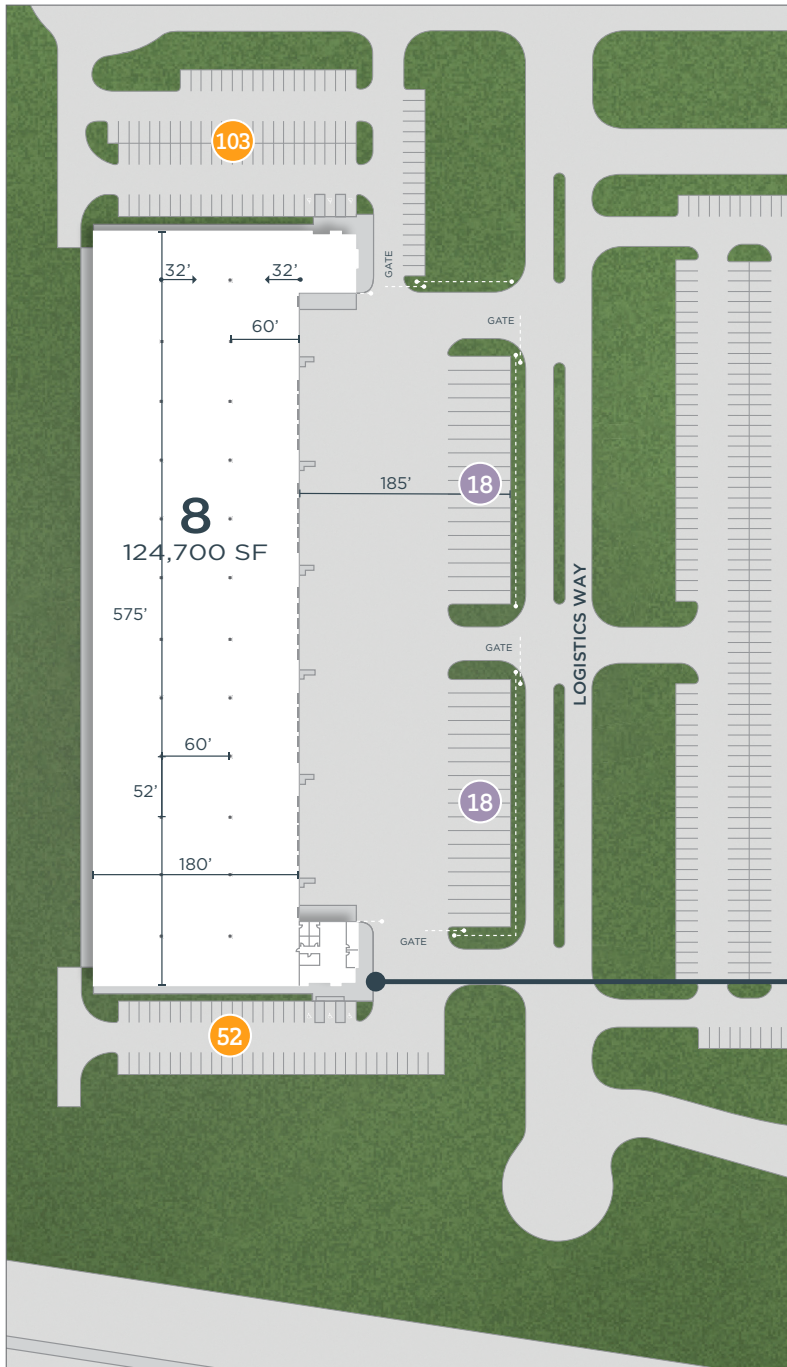 103
32’
32’
GATE
60’
GATE
185’
18
8
124,700 SF
575’
LOGISTICS WAY
GATE
60’
52’
18
180’
GATE
52